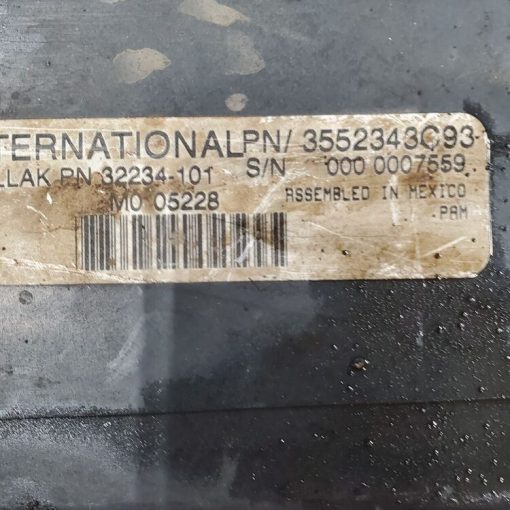 TERNATIONAL PN/ 3552343C93
LLAK PN 32234-101 S/N 000 0007559
M0 05228 ASSEMBLED IN MEXICO
.PAM